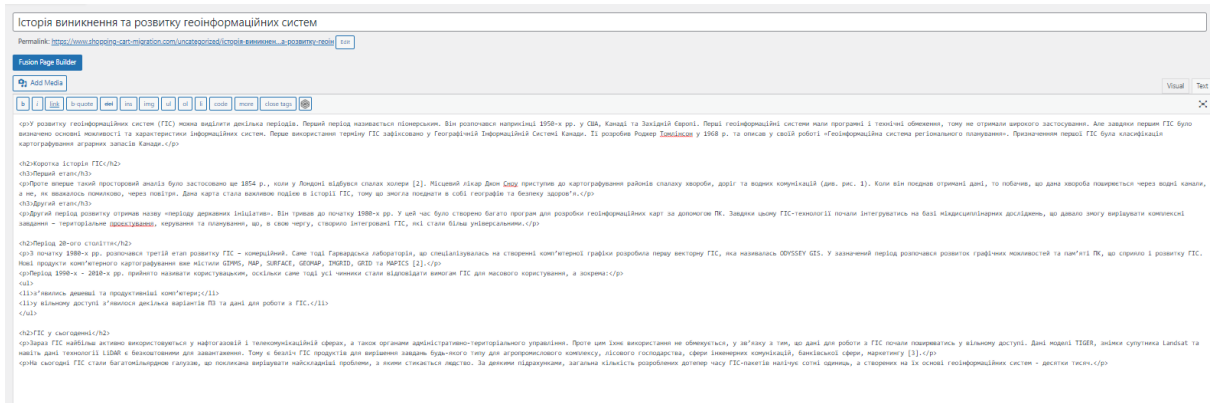 Історія виникнення та розвитку геоінформаційних систем
Permalink: https://www.shopping-cart-migration.com/uncategorized/історія-виникнен...а-розвитку-геоін Edit
Fusion Page Builder
Add Media
Visual Text
b i link b-quote del ins img ul ol li code more close tags
<p>У розвитку геоінформаційних систем (ГІС) можна виділити декілька періодів. Перший період називається піонерським. Він розпочався наприкінці 1950-х рр. у США, Канаді та Західній Європі. Перші геоінформаційні системи мали програмні і технічні обмеження, тому не отримали широкого застосування. Але завдяки першим ГІС було
визначено основні можливості та характеристики інформаційних систем. Перше використання терміну ГІС зафіксовано у Географічній Інформаційній Системі Канади. Її розробив Роджер Томлінсон у 1968 р. та описав у своїй роботі «Геоінформаційна система регіонального планування». Призначенням першої ГІС була класифікація
картографування аграрних запасів Канади.</p>
<h2>Коротка історія ГІС</h2>
<h3>Перший етап</h3>
<p>Проте вперше такий просторовий аналіз було застосовано ще 1854 р., коли у Лондоні відбувся спалах холери [2]. Місцевий лікар Джон Сноу приступив до картографування районів спалаху хвороби, доріг та водних комунікацій (див. рис. 1). Коли він поєднав отримані дані, то побачив, що дана хвороба поширюється через водні канали,
а не, як вважалось помилково, через повітря. Дана карта стала важливою подією в історії ГІС, тому що змогла поєднати в собі географію та безпеку здоров'я.</p>
<h3>Другий етап</h3>
<p>Другий період розвитку отримав назву «періоду державних ініціатив». Він тривав до початку 1980-х рр. У цей час було створено багато програм для розробки геоінформаційних карт за допомогою ПК. Завдяки цьому ГІС-технології почали інтегруватись на базі міждисциплінарних досліджень, що давало змогу вирішувати комплексні
завдання – територіальне проєктування, керування та планування, що, в свою чергу, створило інтегровані ГІС, які стали більш універсальними.</p>
<h2>Період 20-ого століття</h2>
<p>З початку 1980-х рр. розпочався третій етап розвитку ГІС – комерційний. Саме тоді Гарвардська лабораторія, що спеціалізувалась на створенні комп'ютерної графіки розробила першу векторну ГІС, яка називалась ODYSSEY GIS. У зазначений період розпочався розвиток графічних можливостей та пам'яті ПК, що сприяло і розвитку ГІС.
Нові продукти комп'ютерного картографування вже містили GIMMS, MAP, SURFACE, GEOMAP, IMGRID, GRID та MAPICS [2].</p>
<p>Період 1990-х – 2010-х рр. прийнято називати користувацьким, оскільки саме тоді усі чинники стали відповідати вимогам ГІС для масового користування, а зокрема:</p>
<ul>
<li>з'явились дешевші та продуктивніші комп'ютери;</li>
<li>у вільному доступі з'явилося декілька варіантів ПЗ та дані для роботи з ГІС.</li>
</ul>
<h2>ГІС у сьогоденні</h2>
<p>Зараз ГІС найбільш активно використовуються у нафтогазовій і телекомунікаційній сферах, а також органами адміністративно-територіального управління. Проте цим їхнє використання не обмежується, у зв'язку з тим, що дані для роботи з ГІС почали поширюватись у вільному доступі. Дані моделі TIGER, знімки супутника Landsat та
навіть дані технології LiDAR є безкоштовними для завантаження. Тому є безліч ГІС продуктів для вирішення завдань будь-якого типу для агропромислового комплексу, лісового господарства, сфери інженерних комунікацій, банківської сфери, маркетингу [3].</p>
<p>На сьогодні ГІС стали багатомільярдною галуззю, що покликана вирішувати найскладніші проблеми, з якими стикається людство. За деякими підрахунками, загальна кількість розроблених дотепер часу ГІС-пакетів налічує сотні одиниць, а створених на їх основі геоінформаційних систем – десятки тисяч.</p>